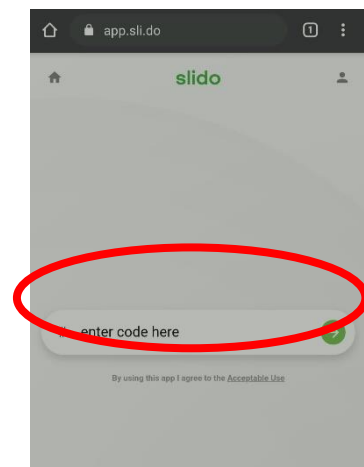 app.sli.do 1
slido
# enter code here
By using this app I agree to the Acceptable Use